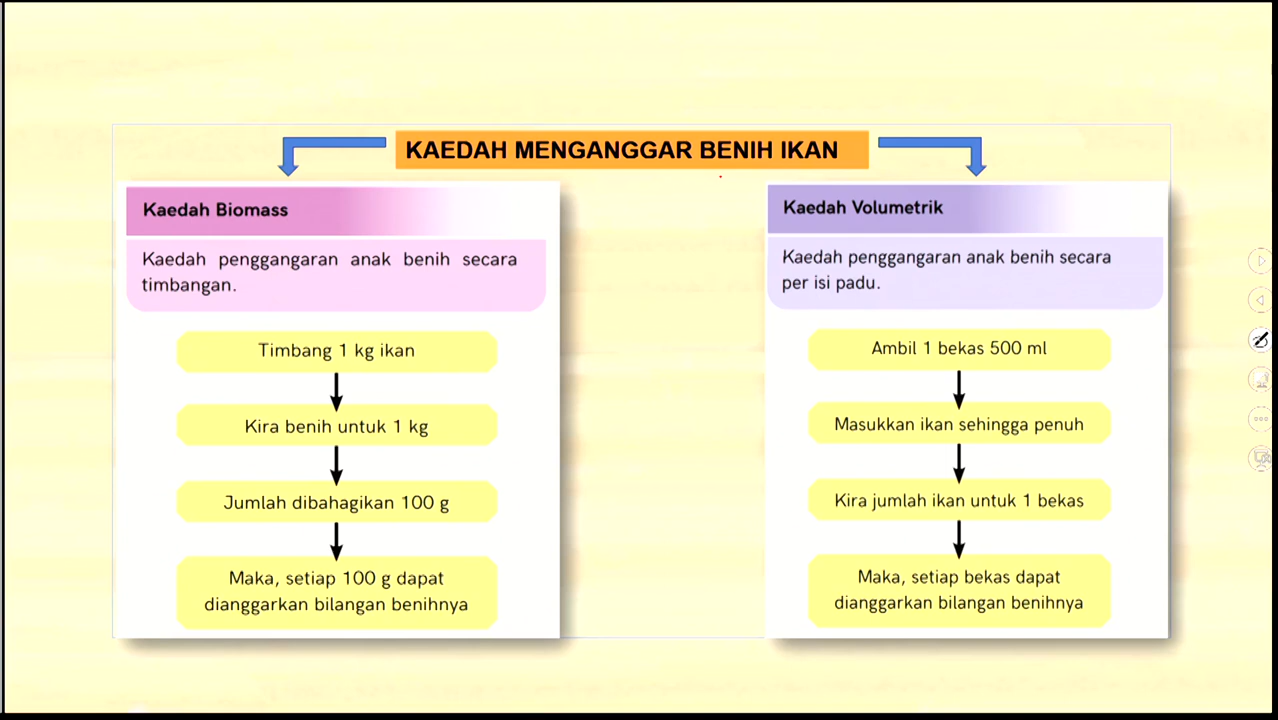 KAEDAH MENGANGGAR BENIH IKAN
Kaedah Biomass
Kaedah penggangaran anak benih secara
timbangan.
Timbang 1 kg ikan
Kira benih untuk 1 kg
Jumlah dibahagikan 100 g
Maka, setiap 100 g dapat
dianggarkan bilangan benihnya
Kaedah Volumetrik
Kaedah penggangaran anak benih secara
per isi padu.
Ambil 1 bekas 500 ml
Masukkan ikan sehingga penuh
Kira jumlah ikan untuk 1 bekas
Maka, setiap bekas dapat
dianggarkan bilangan benihnya